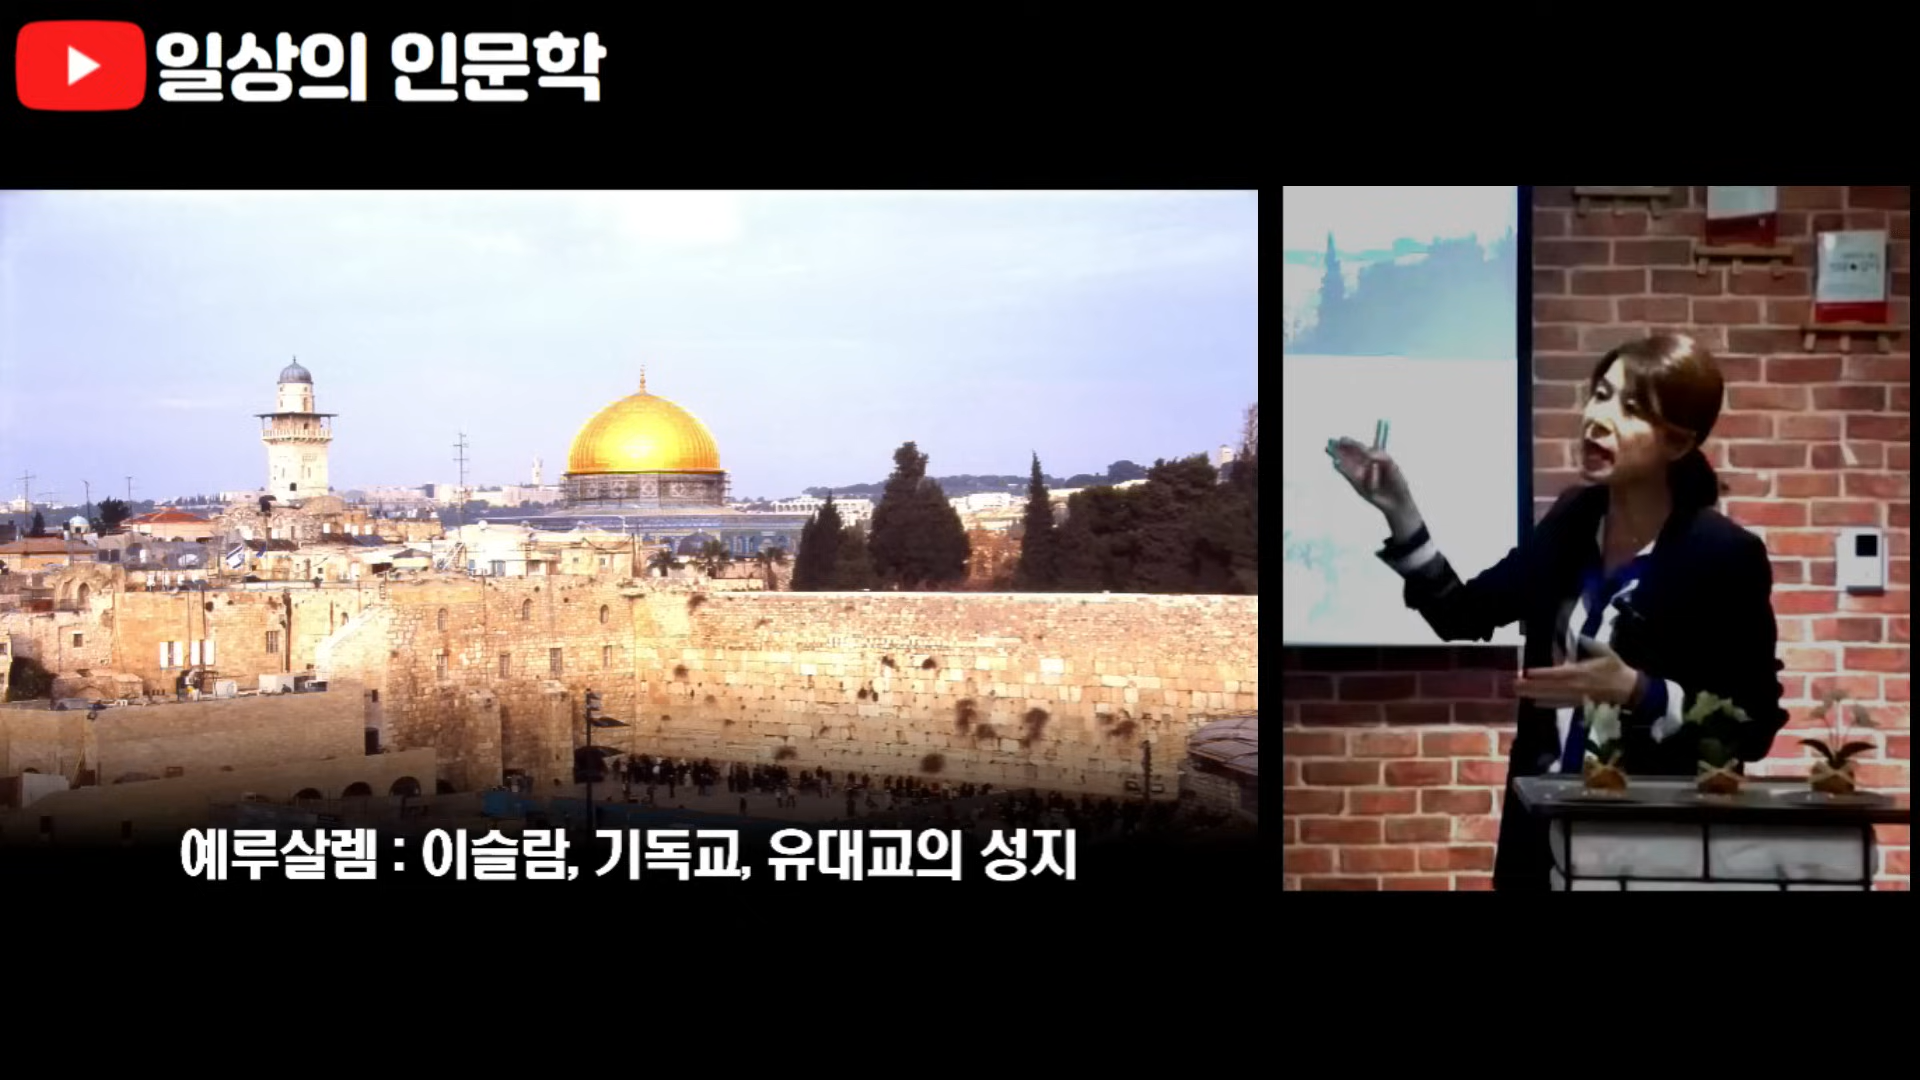 일상의 인문학
예루살렘 : 이슬람, 기독교, 유대교의 성지